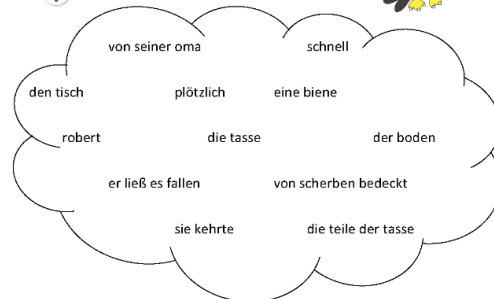 von seiner oma schnell
den tisch plötzlich eine biene
robert die tasse der boden
er ließ es fallen von scherben bedeckt
sie kehrte die teile der tasse